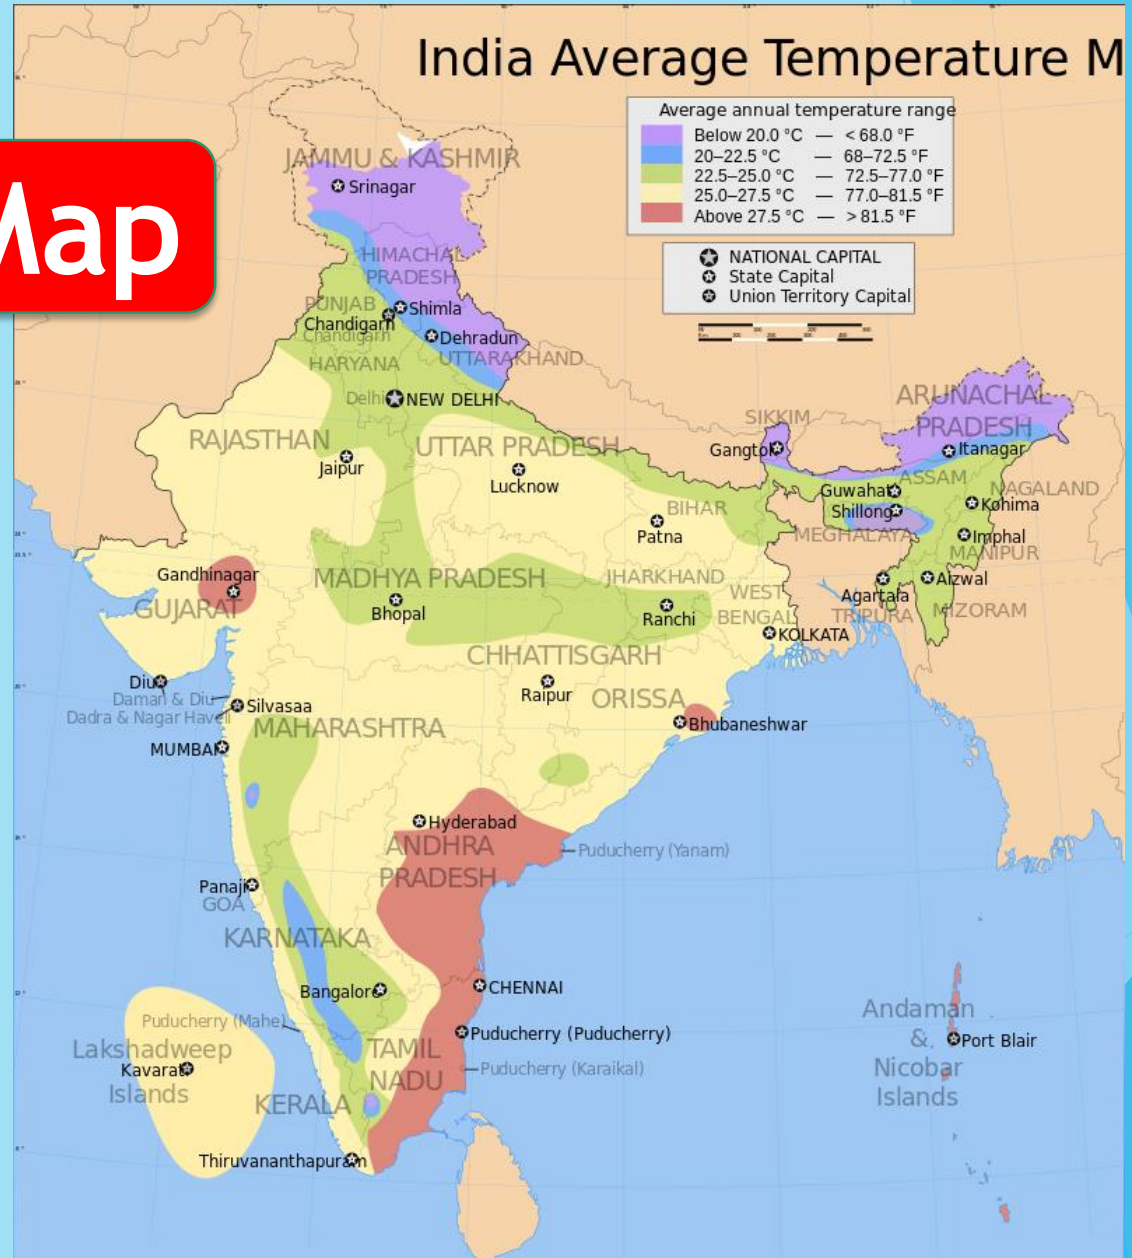 India Average Temperature M
Map
Average annual temperature range
Below 20.0 °C — < 68.0 °F
20–22.5 °C — 68–72.5 °F
22.5–25.0 °C — 72.5–77.0 °F
25.0–27.5 °C — 77.0–81.5 °F
Above 27.5 °C — > 81.5 °F
NATIONAL CAPITAL
State Capital
Union Territory Capital
JAMMU & KASHMIR
Srinagar
HIMACHAL
PRADESH
PUNJAB
Shimla
Chandigarh
Chandigarh
Dehradun
UTTARAKHAND
HARYANA
Delhi
NEW DELHI
RAJASTHAN
Jaipur
UTTAR PRADESH
Lucknow
SIKKIM
Gangtok
ARUNACHAL
PRADESH
Itanagar
ASSAM
Guwahati
NAGALAND
Shillong
Kohima
MEGHALAYA
Imphal
MANIPUR
BIHAR
Patna
Gandhinagar
GUJARAT
MADHYA PRADESH
Bhopal
JHARKHAND
Ranchi
WEST
BENGAL
KOLKATA
Agartala
TRIPURA
Aizwal
MIZORAM
CHHATTISGARH
Raipur
ORISSA
Bhubaneshwar
Diu
Daman & Diu
Dadra & Nagar Haveli
Silvasaa
MAHARASHTRA
MUMBAI
Hyderabad
ANDHRA
PRADESH
Puducherry (Yanam)
Panaji
GOA
KARNATAKA
Bangalore
CHENNAI
Puducherry (Mahe)
Puducherry (Puducherry)
Lakshadweep
Kavarati
Islands
TAMIL
NADU
Puducherry (Karaikal)
KERALA
Thiruvananthapuram
Andaman
&
Port Blair
Nicobar
Islands